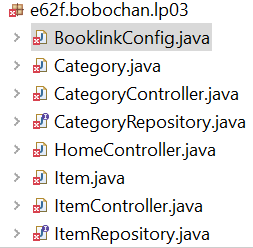 e62f.bobochan.lp03
BooklinkConfig.java
Category.java
CategoryController.java
CategoryRepository.java
HomeController.java
Item.java
ItemController.java
ItemRepository.java